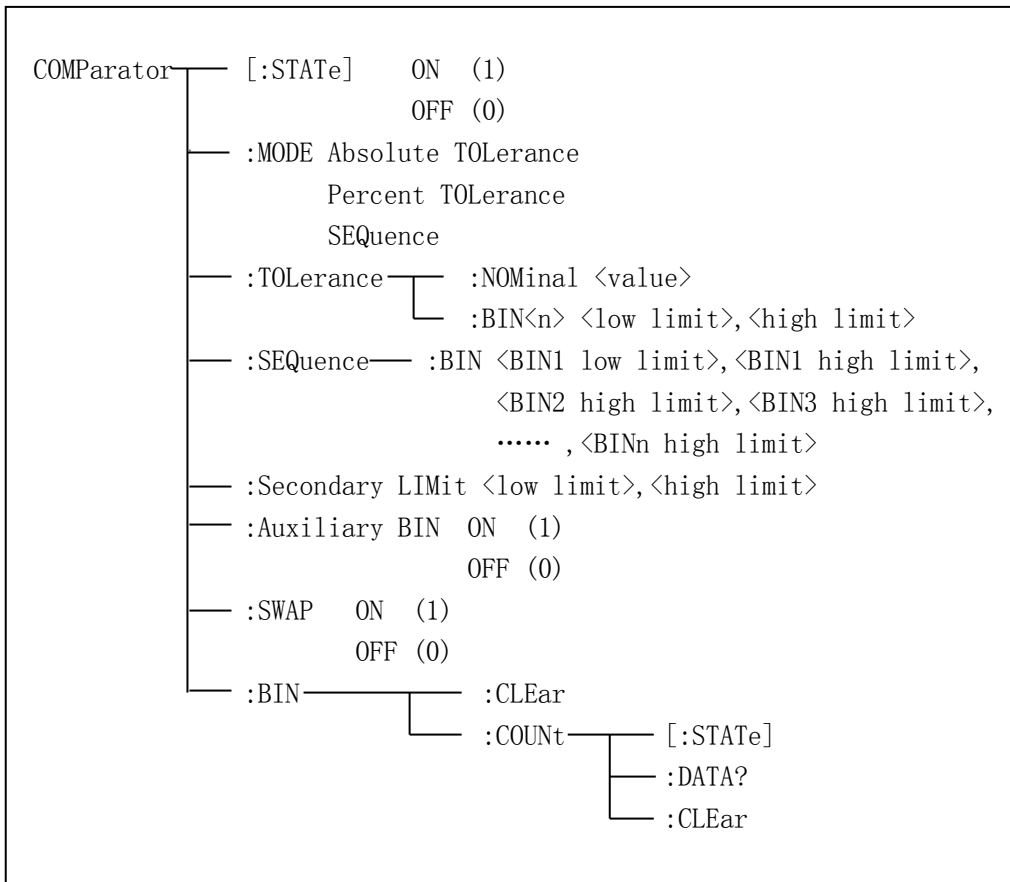 COMParator [:STATe] ON (1)
OFF (0)
:MODE Absolute TOLerance
Percent TOLerance
SEQuence
:TOLerance :NOMinal <value>
:BIN<n> <low limit>,<high limit>
:SEQuence :BIN <BIN1 low limit>,<BIN1 high limit>,
<BIN2 high limit>,<BIN3 high limit>,
…… ,<BINn high limit>
:Secondary LIMit <low limit>,<high limit>
:Auxiliary BIN ON (1)
OFF (0)
:SWAP ON (1)
OFF (0)
:BIN :CLEar
:COUNt [:STATe]
:DATA?
:CLEar